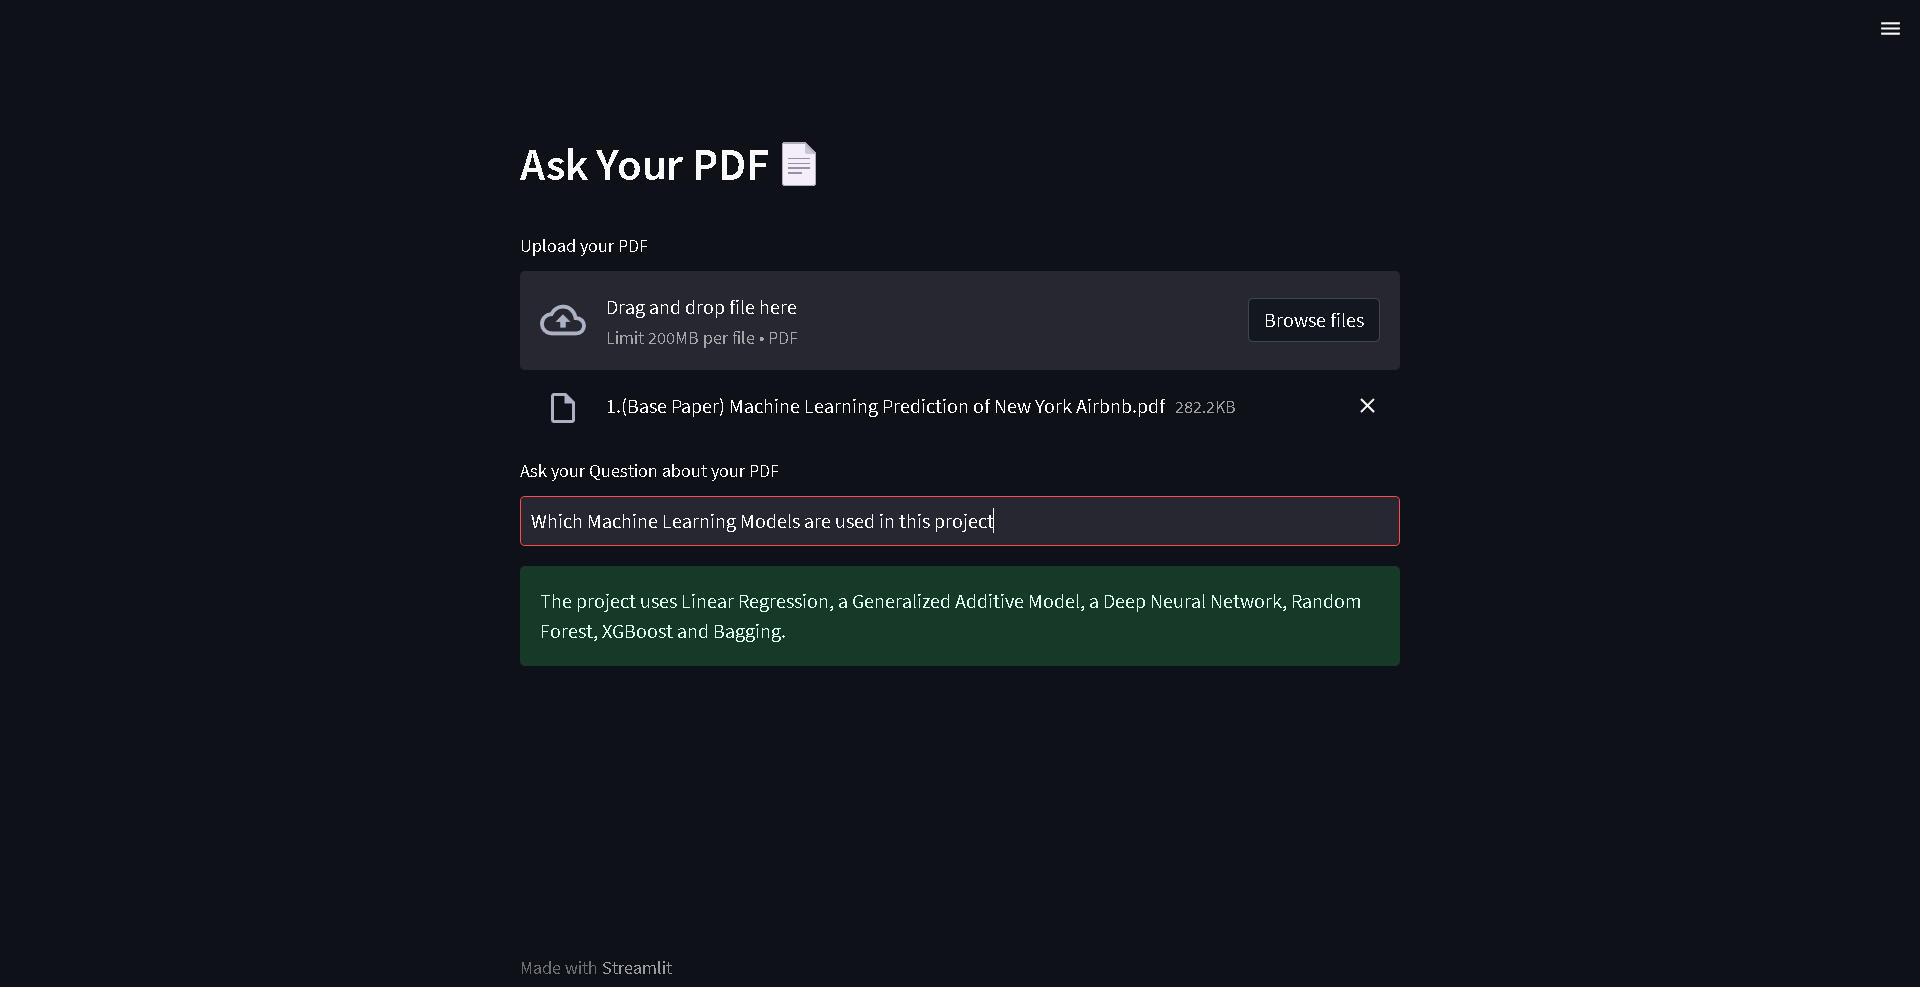 Ask Your PDF
Upload your PDF
Drag and drop file here
Limit 200MB per file • PDF
Browse files
1.(Base Paper) Machine Learning Prediction of New York Airbnb.pdf 282.2KB
Ask your Question about your PDF
Which Machine Learning Models are used in this project
The project uses Linear Regression, a Generalized Additive Model, a Deep Neural Network, Random
Forest, XGBoost and Bagging.
Made with Streamlit